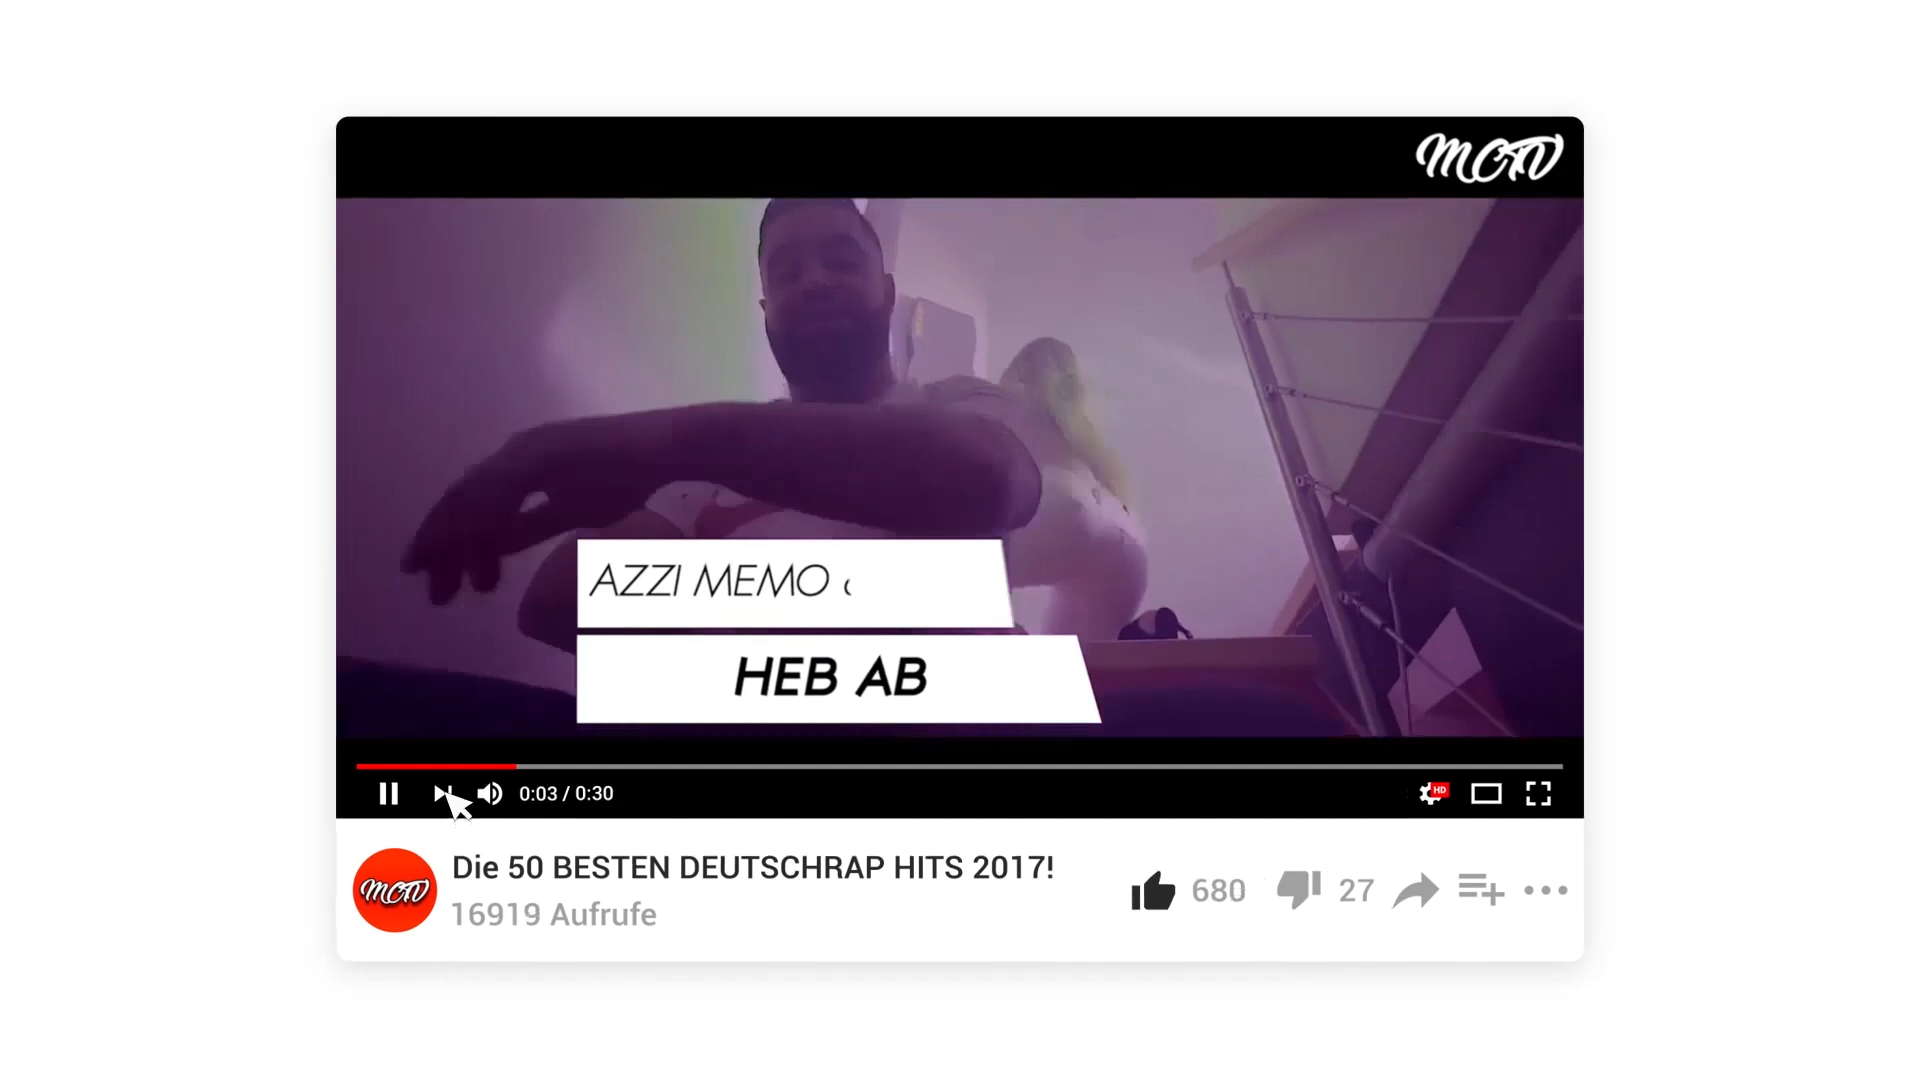 MCTV
AZZI MEMO
HEB AB
0:03 / 0:30
HD
MCTV
Die 50 BESTEN DEUTSCHRAP HITS 2017!
16919 Aufrufe
680
27